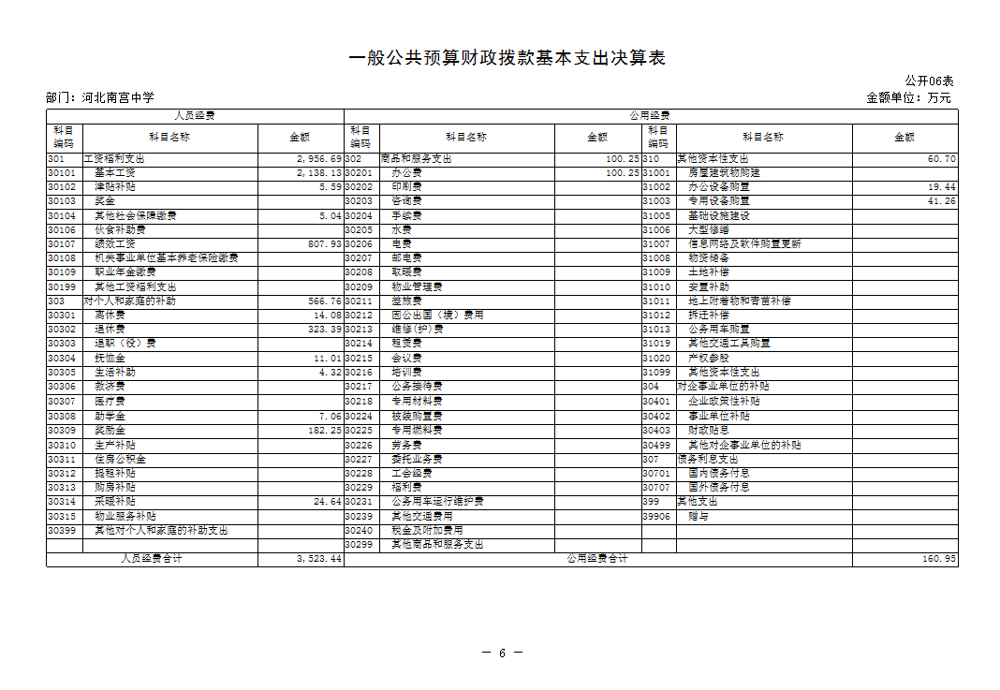 一般公共预算财政拨款基本支出决算表
公开06表
部门：河北南宫中学 金额单位：万元
人员经费 公用经费
科目编码 科目名称 金额 科目编码 科目名称 金额 科目编码 科目名称 金额
301 工资福利支出 2,956.69 302 商品和服务支出 100.25 310 其他资本性支出 60.70
30101 基本工资 2,138.13 30201 办公费 100.25 31001 房屋建筑物购建
30102 津贴补贴 5.59 30202 印刷费 31002 办公设备购置 19.44
30103 奖金 30203 咨询费 31003 专用设备购置 41.26
30104 其他社会保障缴费 5.04 30204 手续费 31005 基础设施建设
30106 伙食补助费 30205 水费 31006 大型修缮
30107 绩效工资 807.93 30206 电费 31007 信息网络及软件购置更新
30108 机关事业单位基本养老保险缴费 30207 邮电费 31008 物资储备
30109 职业年金缴费 30208 取暖费 31009 土地补偿
30199 其他工资福利支出 30209 物业管理费 31010 安置补助
303 对个人和家庭的补助 566.76 30211 差旅费 31011 地上附着物和青苗补偿
30301 离休费 14.08 30212 因公出国（境）费用 31012 拆迁补偿
30302 退休费 323.39 30213 维修(护)费 31013 公务用车购置
30303 退职（役）费 30214 租赁费 31019 其他交通工具购置
30304 抚恤金 11.01 30215 会议费 31020 产权参股
30305 生活补助 4.32 30216 培训费 31099 其他资本性支出
30306 救济费 30217 公务接待费 304 对企事业单位的补贴
30307 医疗费 30218 专用材料费 30401 企业政策性补贴
30308 助学金 7.06 30224 被装购置费 30402 事业单位补贴
30309 奖励金 182.25 30225 专用燃料费 30403 财政贴息
30310 生产补贴 30226 劳务费 30499 其他对企事业单位的补贴
30311 住房公积金 30227 委托业务费 307 债务利息支出
30312 提租补贴 30228 工会经费 30701 国内债务付息
30313 购房补贴 30229 福利费 30707 国外债务付息
30314 采暖补贴 24.64 30231 公务用车运行维护费 399 其他支出
30315 物业服务补贴 30239 其他交通费用 39906 赠与
30399 其他对个人和家庭的补助支出 30240 税金及附加费用
30299 其他商品和服务支出
人员经费合计 3,523.44 公用经费合计 160.95
— 6 —